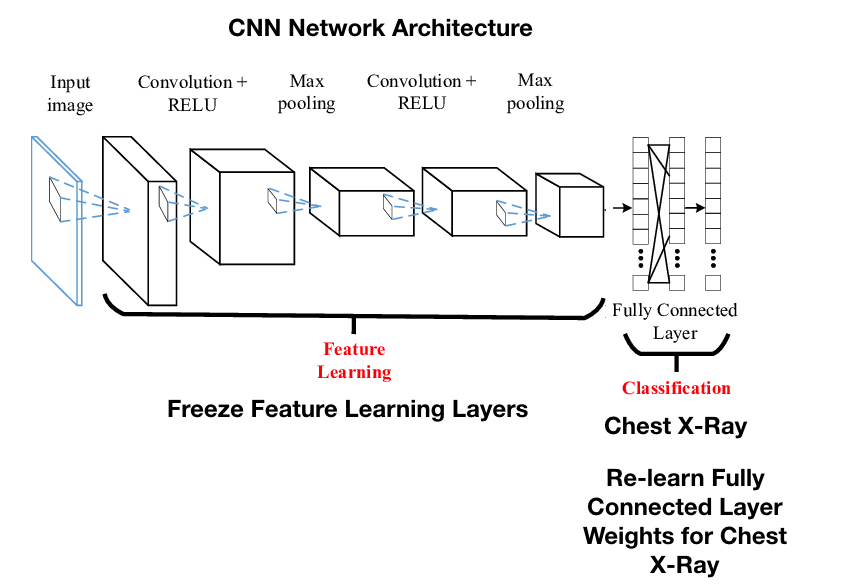 CNN Network Architecture
Input
image
Convolution +
RELU
Max
pooling
Convolution +
RELU
Max
pooling
Fully Connected
Layer
Feature
Learning
Classification
Freeze Feature Learning Layers
Chest X-Ray
Re-learn Fully
Connected Layer
Weights for Chest
X-Ray